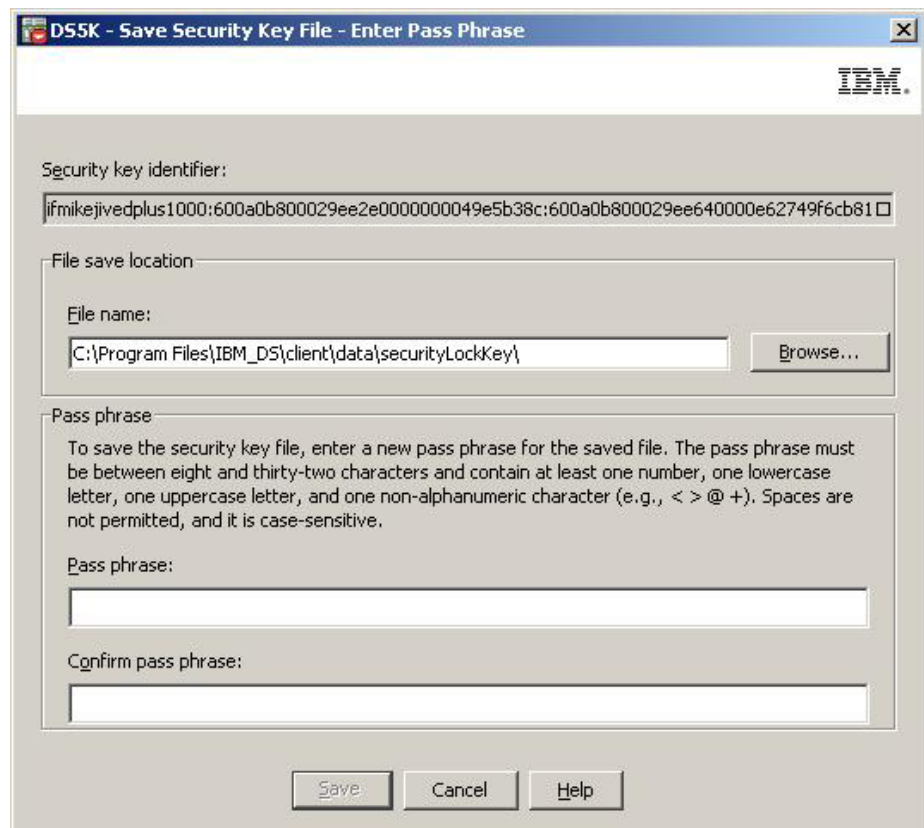 DS5K - Save Security Key File - Enter Pass Phrase
IBM.
Security key identifier:
ifmikejivedplus1000:600a0b800029ee2e0000000049e5b38c:600a0b800029ee640000e62749f6cb81□
File save location
File name:
C:\Program Files\IBM_DS\client\data\securityLockKey\
Browse...
Pass phrase
To save the security key file, enter a new pass phrase for the saved file. The pass phrase must
be between eight and thirty-two characters and contain at least one number, one lowercase
letter, one uppercase letter, and one non-alphanumeric character (e.g., < > @ +). Spaces are
not permitted, and it is case-sensitive.
Pass phrase:
Confirm pass phrase:
Save
Cancel
Help